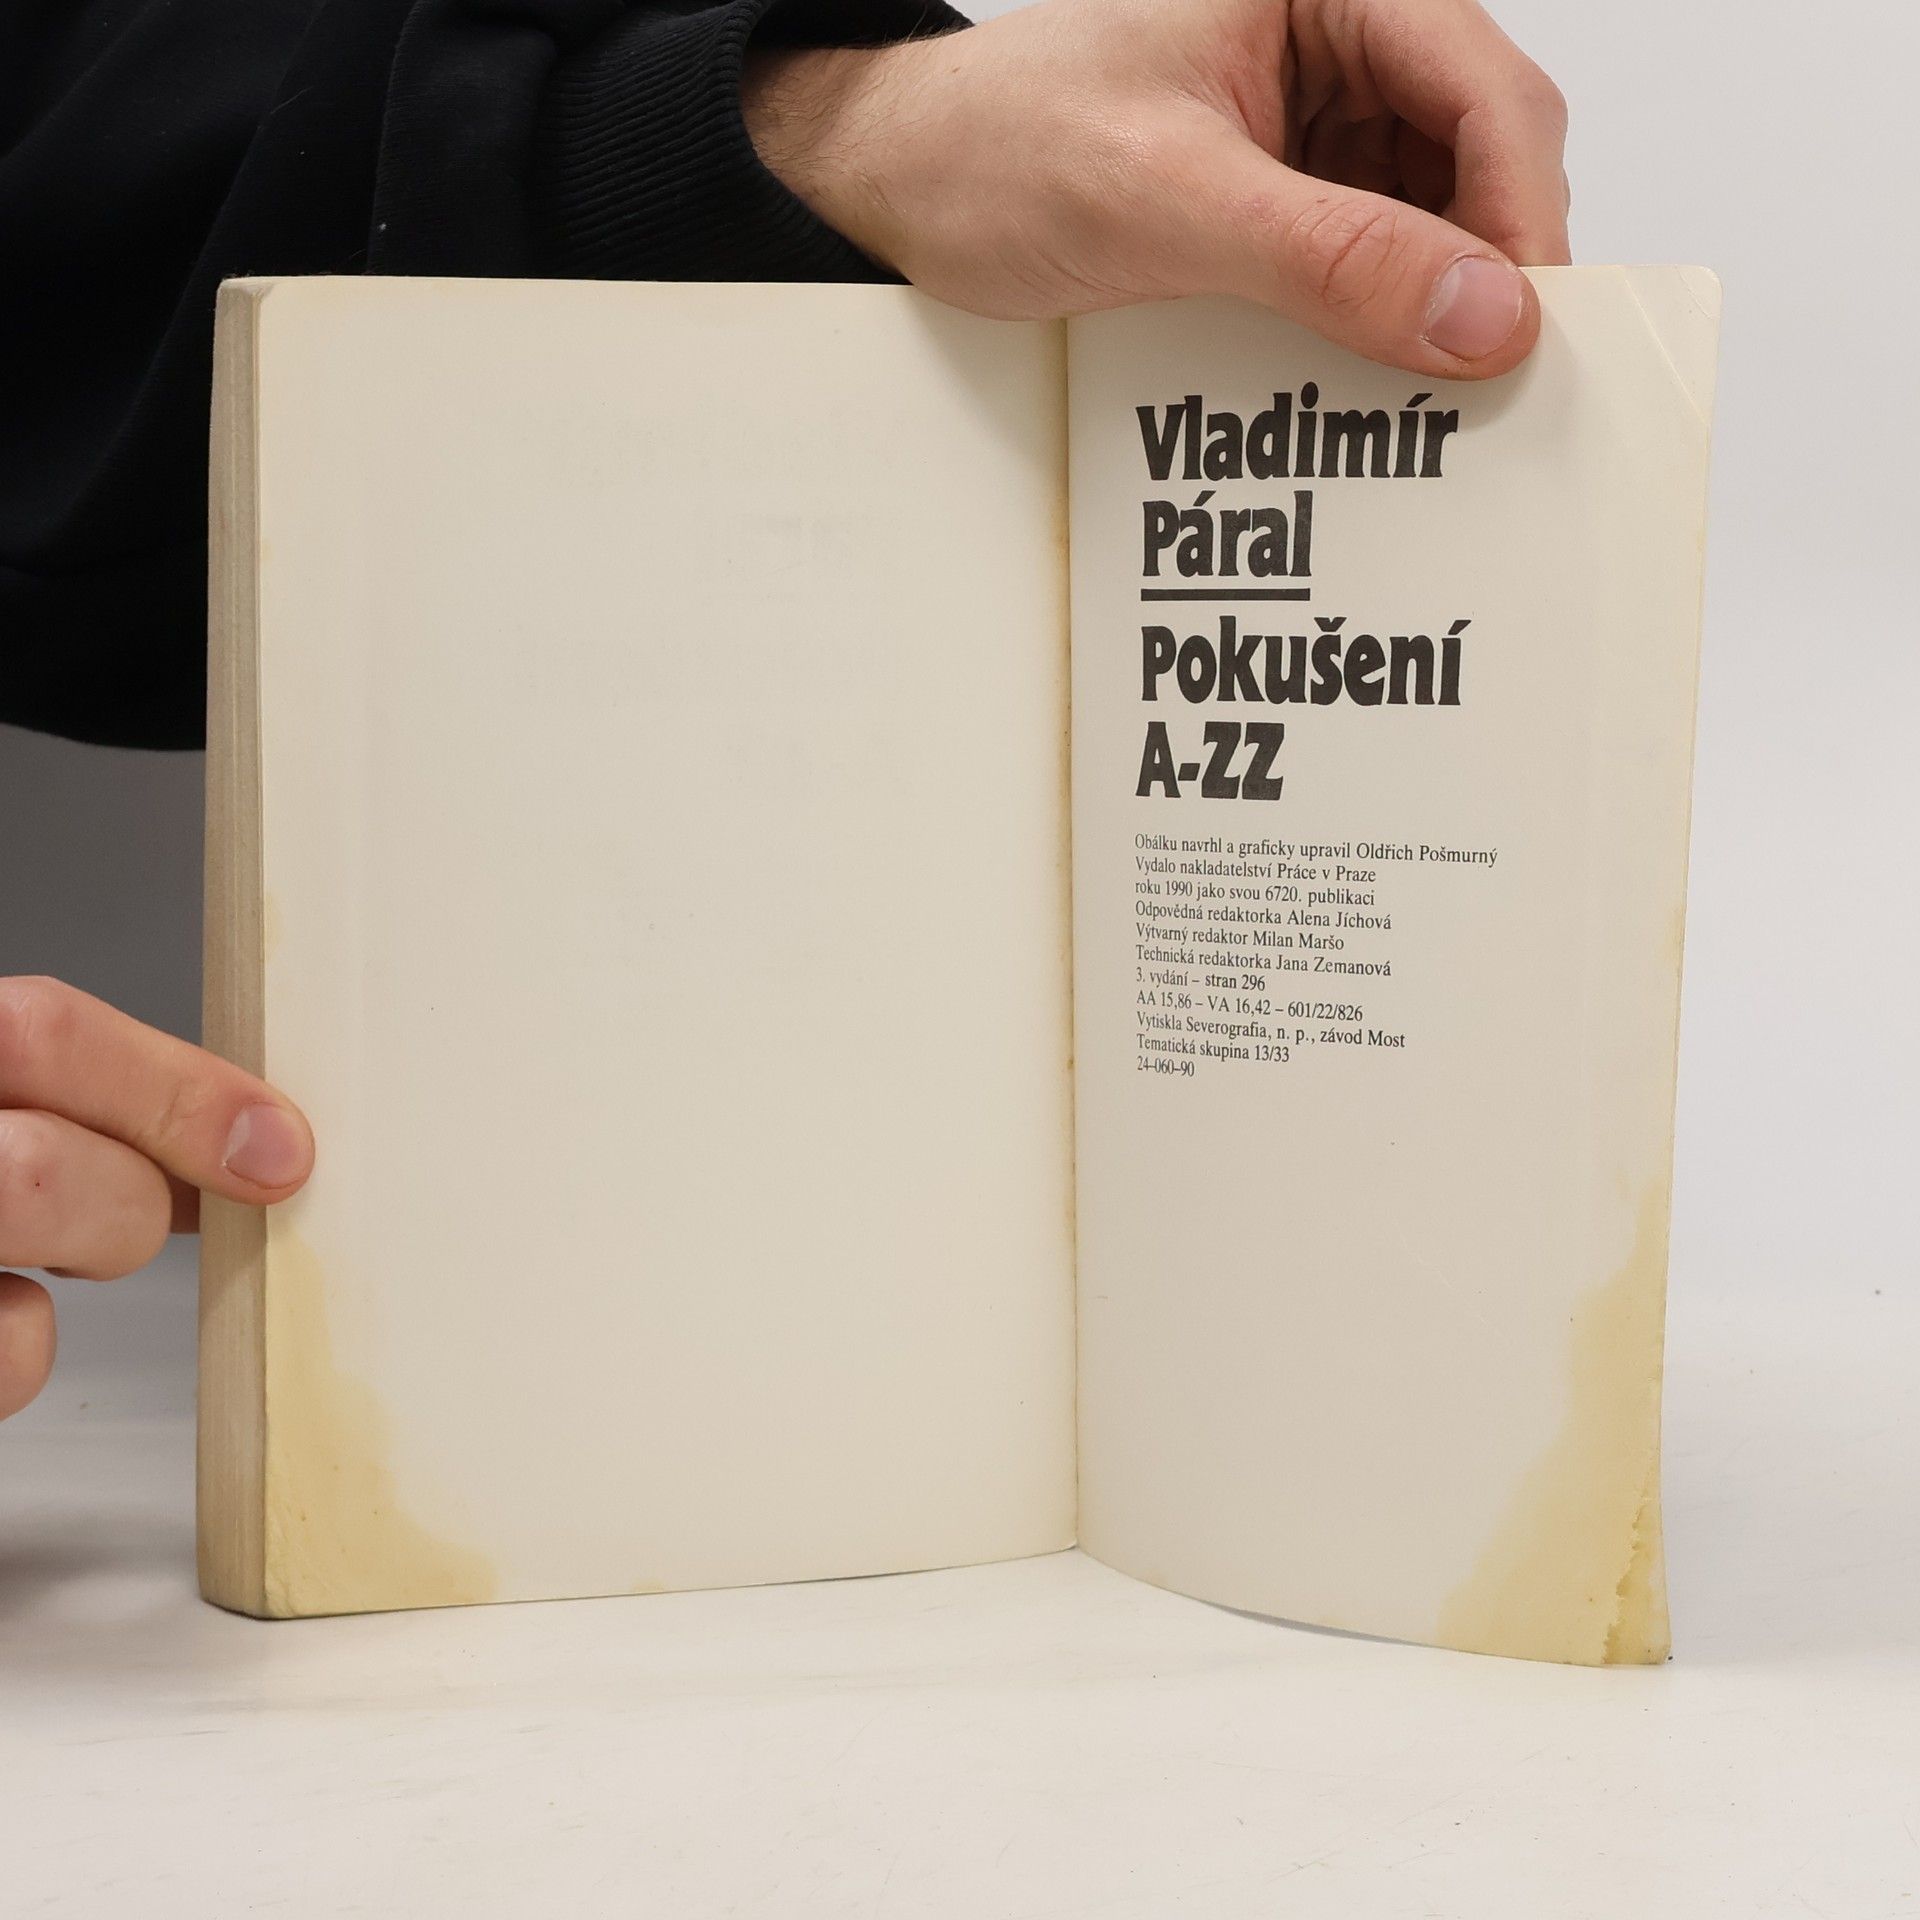 Vladimír
Páral
Pokušení
A-ZZ
Obálku navrhl a graficky upravil Oldřich Pošmurný
Vydalo nakladatelství Práce v Praze
roku 1990 jako svou 6720. publikaci
Odpovědná redaktorka Alena Jíchová
Výtvarný redaktor Milan Maršo
Technická redaktorka Jana Zemanová
3. vydání – stran 296
AA 15,86 – VA 16,42 – 601/22/826
Vytiskla Severografia, n. p., závod Most
Tematická skupina 13/33
24–060–90